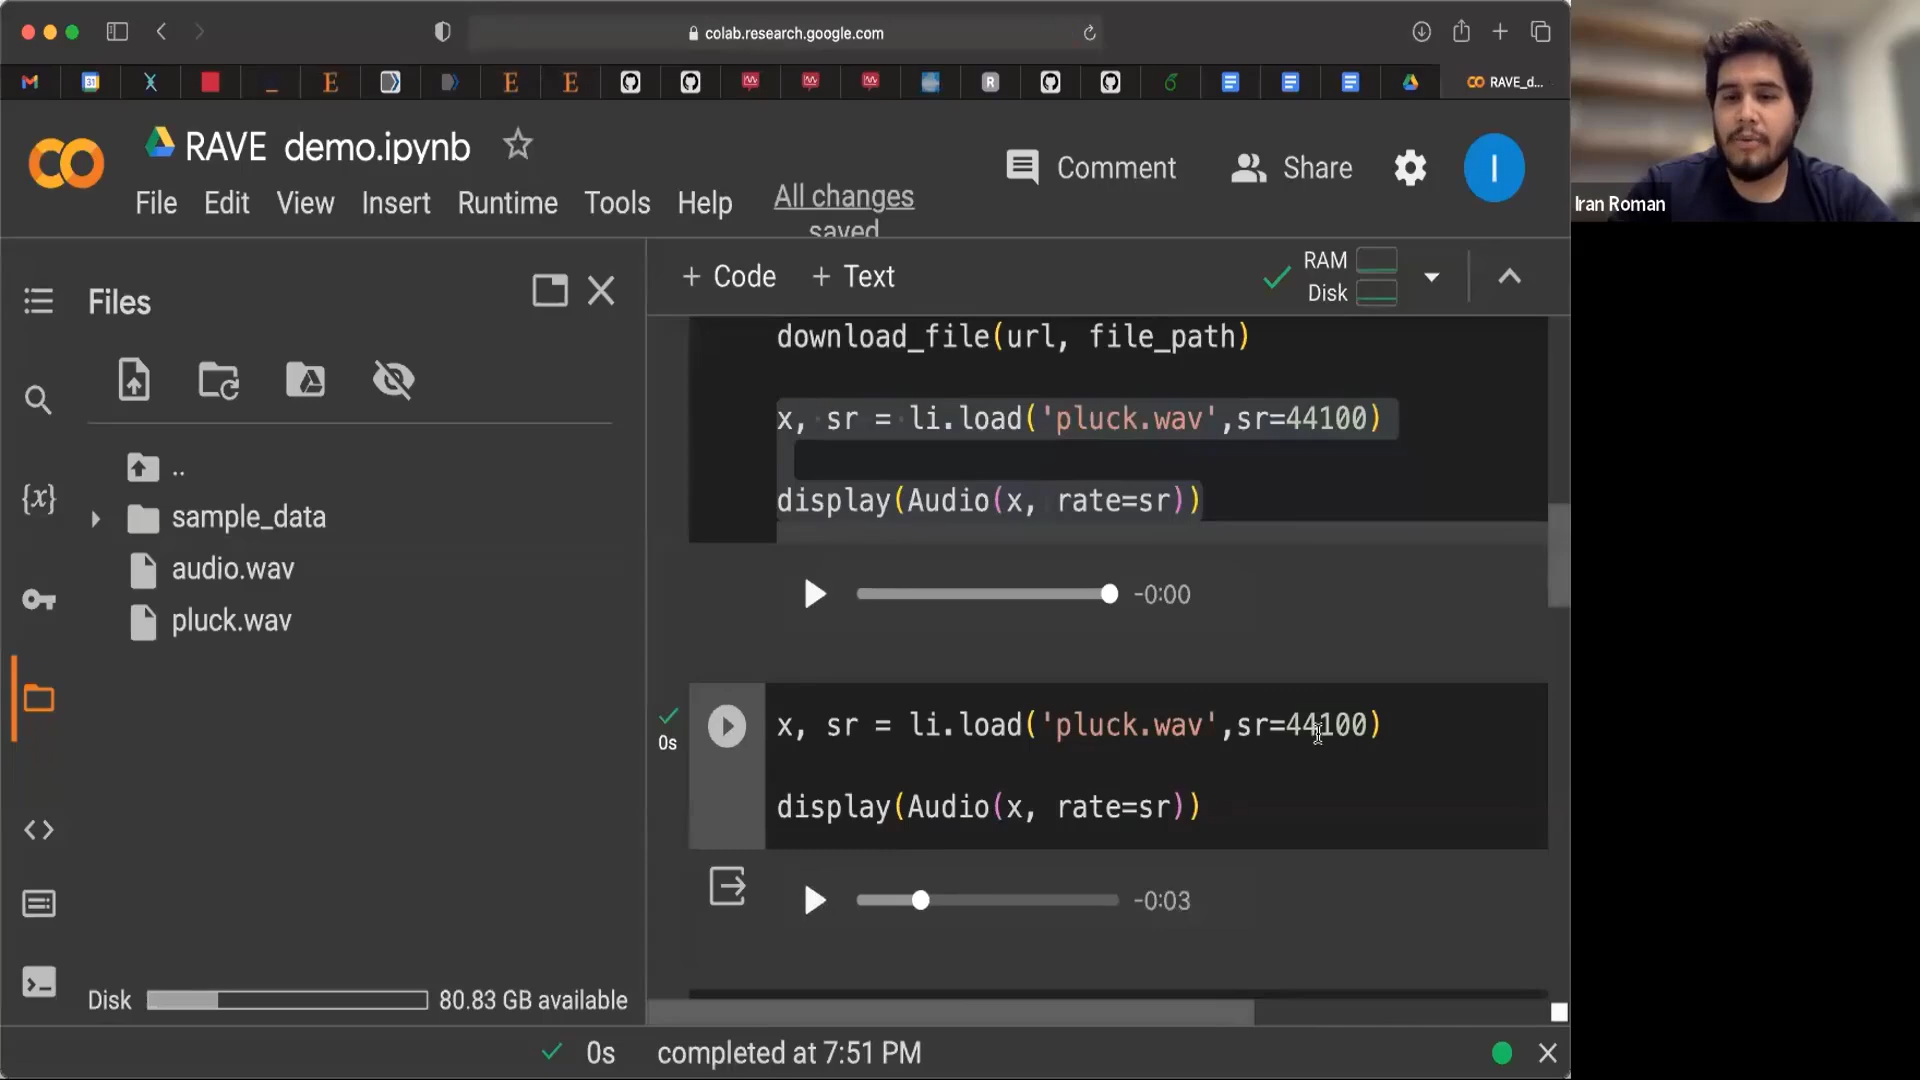 colab.research.google.com
RAVE_d...
RAVE demo.ipynb
Comment
Share
I
File Edit View Insert Runtime Tools Help
All changes
saved
Iran Roman
Files
+ Code + Text
RAM
Disk
..
sample_data
audio.wav
pluck.wav
{x}
Disk
80.83 GB available
download_file(url, file_path)
x, sr = li.load('pluck.wav',sr=44100)
display(Audio(x, rate=sr))
-0:00
0s
x, sr = li.load('pluck.wav',sr=44100)
display(Audio(x, rate=sr))
-0:03
0s completed at 7:51 PM